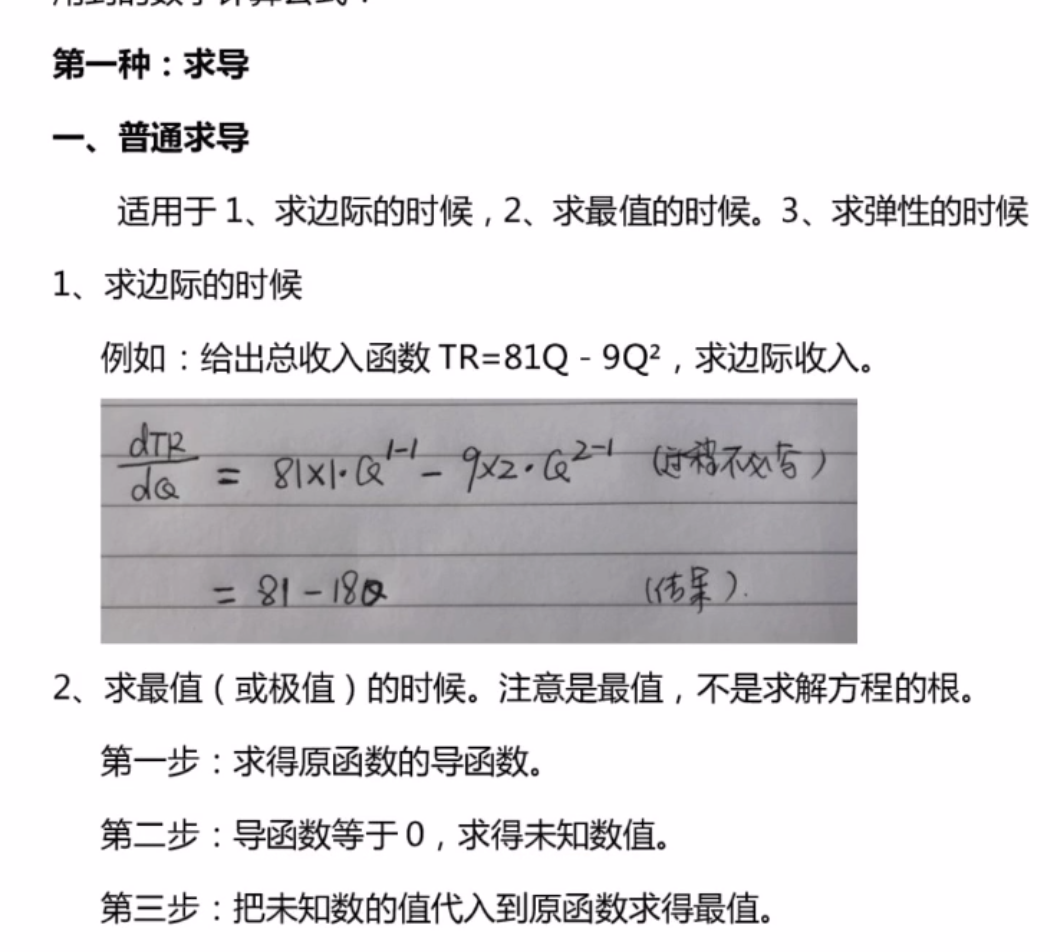 第一种：求导
一、普通求导
适用于 1、求边际的时候，2、求最值的时候。3、求弹性的时候
1、求边际的时候
例如：给出总收入函数 TR=81Q - 9Q²，求边际收入。
dTR/dQ = 81×1·Q^1-1 - 9×2·Q^2-1 （过程不必写）
= 81-18Q （结果）.
2、求最值（或极值）的时候。注意是最值，不是求解方程的根。
第一步：求得原函数的导函数。
第二步：导函数等于 0，求得未知数值。
第三步：把未知数的值代入到原函数求得最值。